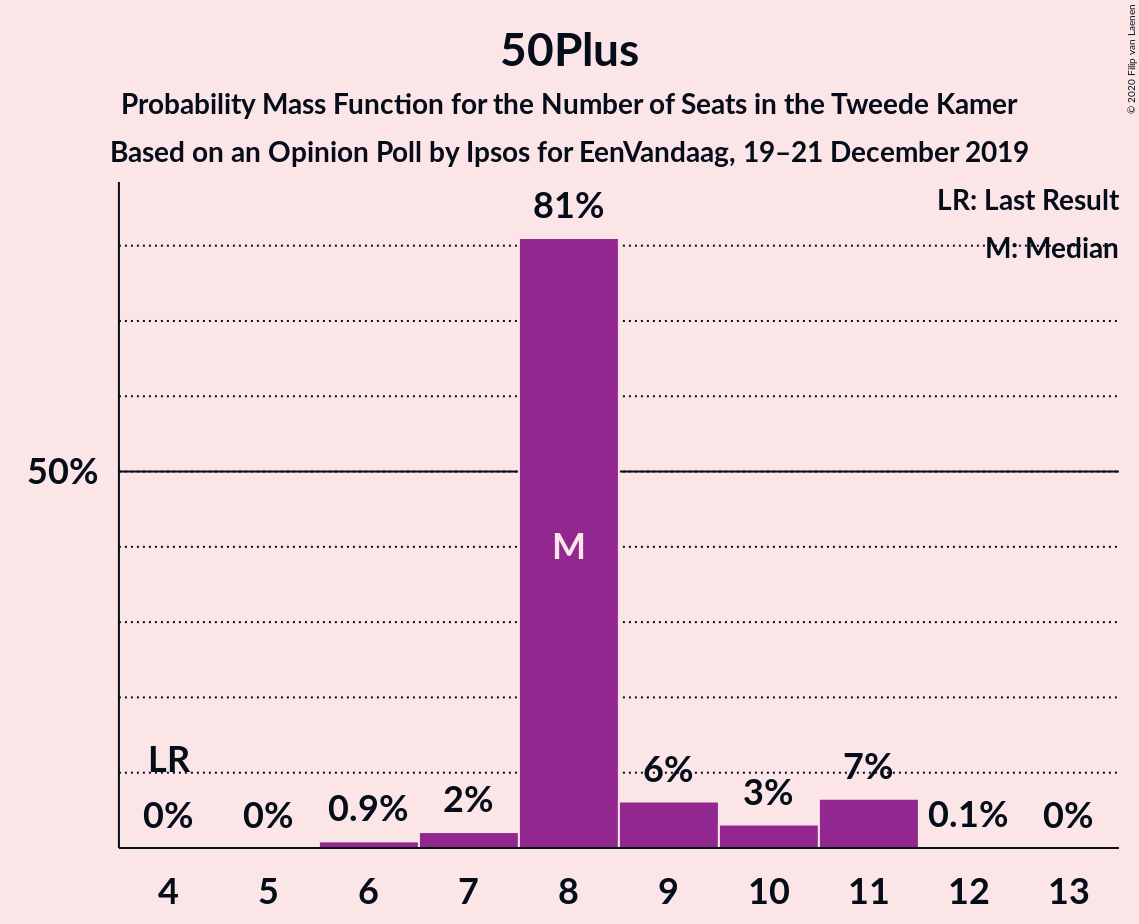 50Plus
Probability Mass Function for the Number of Seats in the Tweede Kamer
Based on an Opinion Poll by Ipsos for EenVandaag, 19–21 December 2019
© 2020 Filip van Laenen
LR: Last Result
M: Median
81%
50%
M
LR
0% 0% 0.9% 2% 6% 3% 7% 0.1% 0%
4 5 6 7 8 9 10 11 12 13